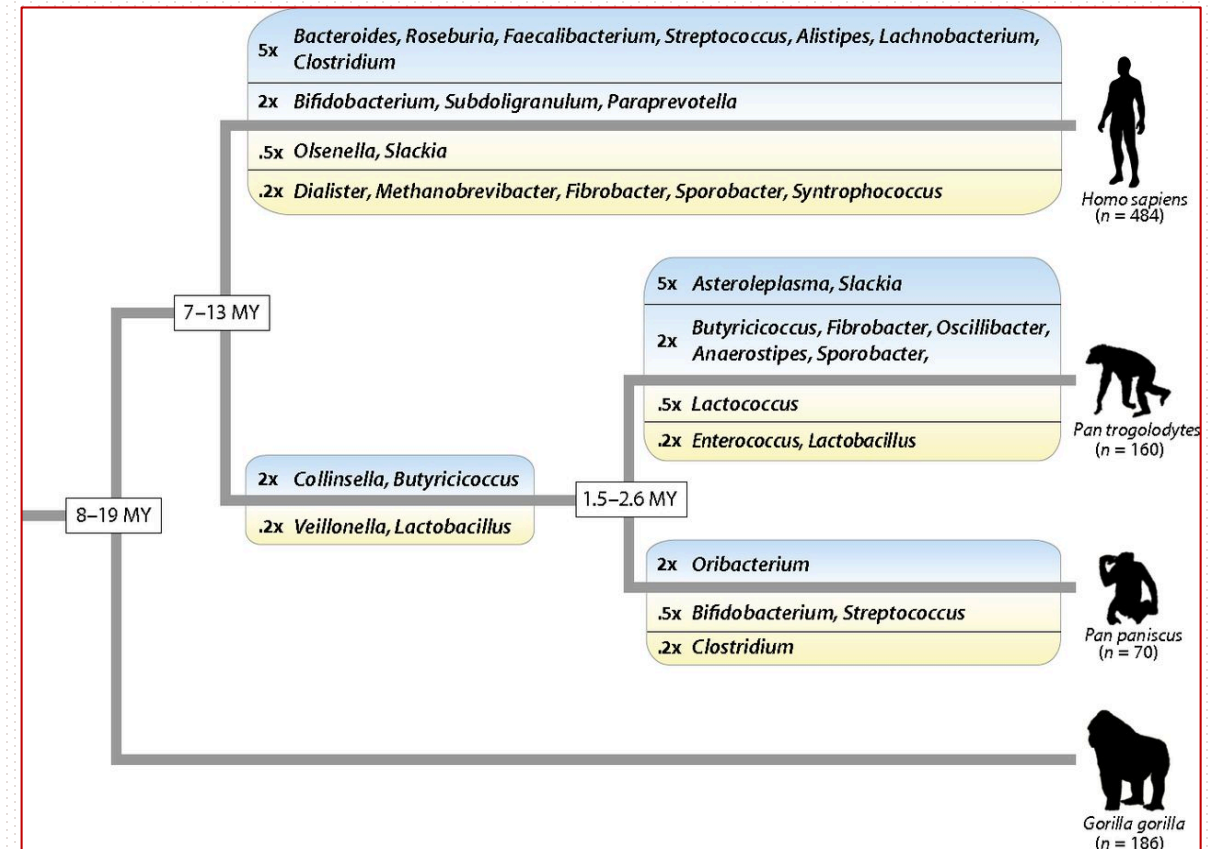 5x Bacteroides, Roseburia, Faecalibacterium, Streptococcus, Alistipes, Lachnobacterium,
Clostridium
2x Bifidobacterium, Subdoligranulum, Paraprevotella
.5x Olsenella, Slackia
.2x Dialister, Methanobrevibacter, Fibrobacter, Sporobacter, Syntrophococcus
Homo sapiens
(n = 484)
7–13 MY
5x Asteroleplasma, Slackia
2x Butyricicoccus, Fibrobacter, Oscillibacter,
Anaerostipes, Sporobacter,
.5x Lactococcus
.2x Enterococcus, Lactobacillus
Pan trogolodytes
(n = 160)
2x Collinsella, Butyricicoccus
.2x Veillonella, Lactobacillus
1.5–2.6 MY
8–19 MY
2x Oribacterium
.5x Bifidobacterium, Streptococcus
.2x Clostridium
Pan paniscus
(n = 70)
Gorilla gorilla
(n = 186)